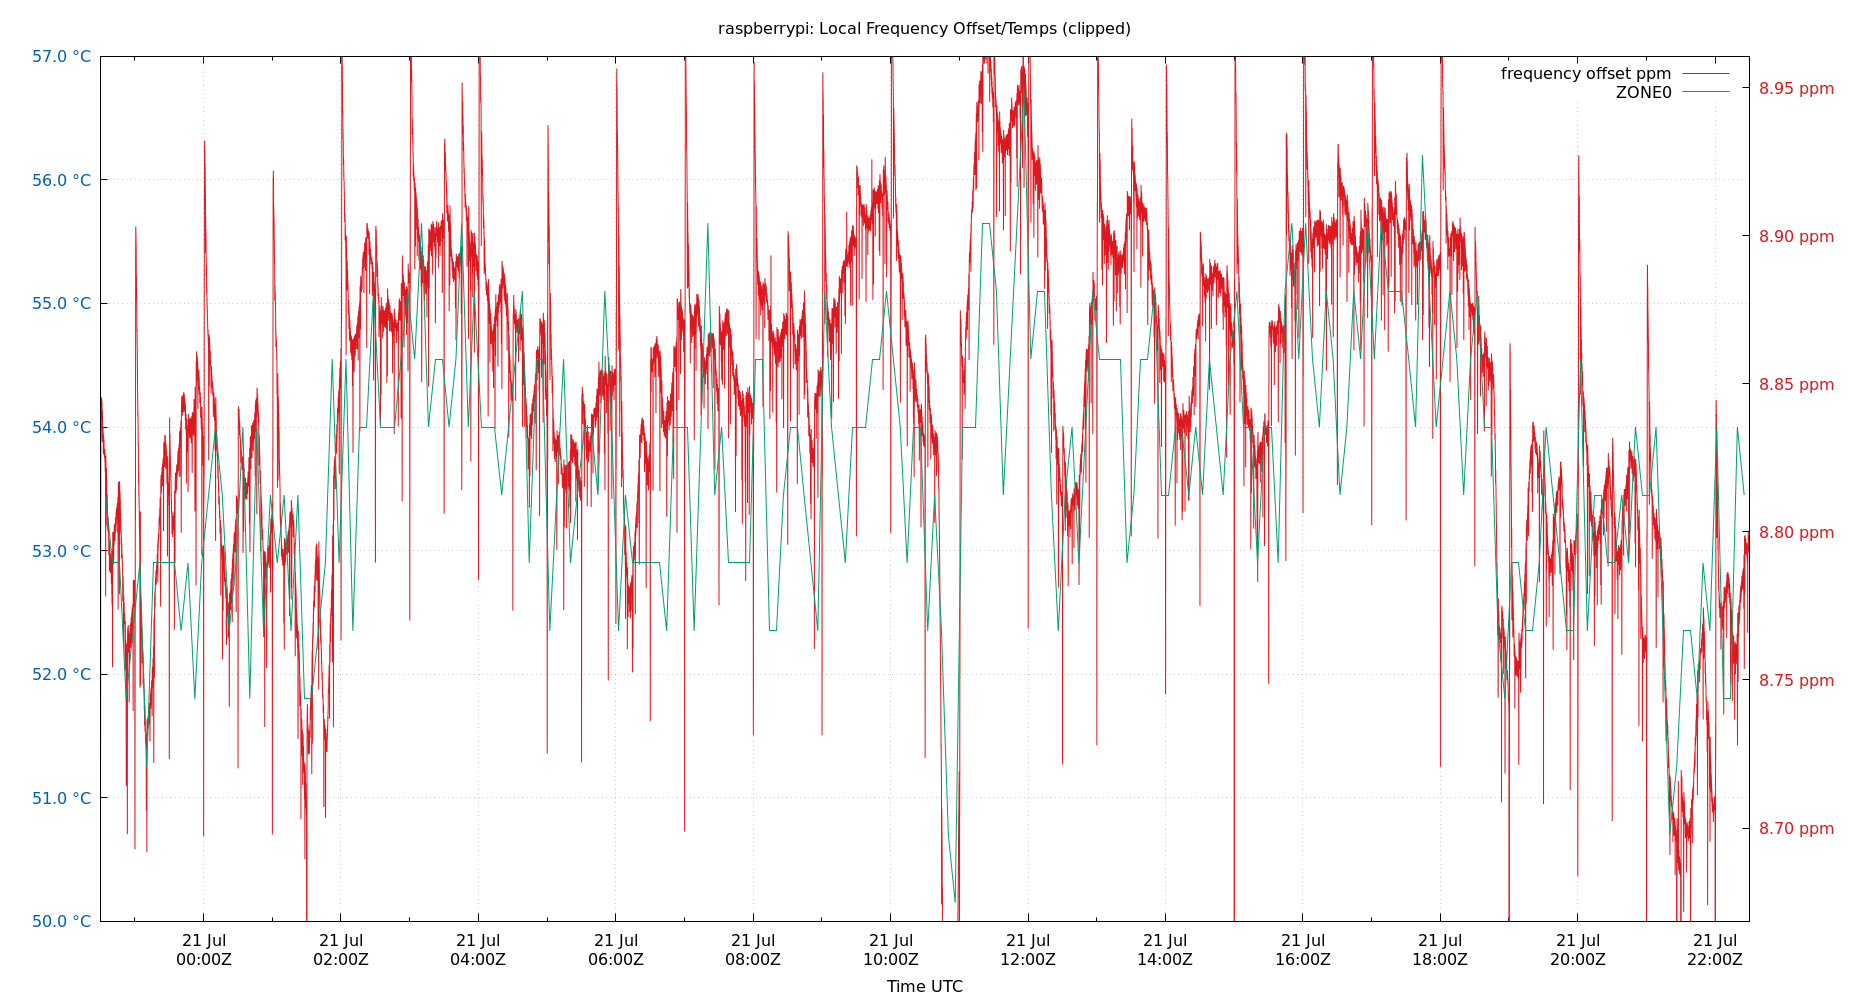 raspberrypi: Local Frequency Offset/Temps (clipped)
57.0 °C
56.0 °C
55.0 °C
54.0 °C
53.0 °C
52.0 °C
51.0 °C
50.0 °C
frequency offset ppm
ZONE0
8.95 ppm
8.90 ppm
8.85 ppm
8.80 ppm
8.75 ppm
8.70 ppm
21 Jul 21 Jul 21 Jul 21 Jul 21 Jul 21 Jul 21 Jul 21 Jul 21 Jul 21 Jul 21 Jul 21 Jul
00:00Z 02:00Z 04:00Z 06:00Z 08:00Z 10:00Z 12:00Z 14:00Z 16:00Z 18:00Z 20:00Z 22:00Z
Time UTC